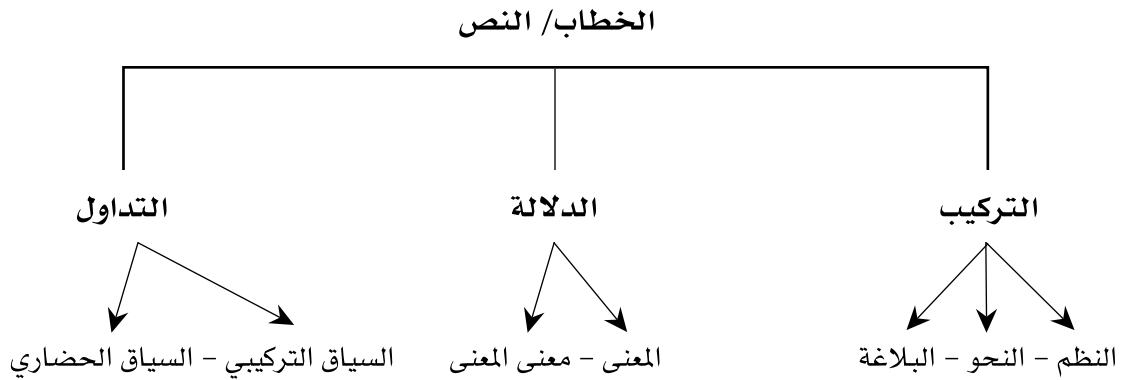 الخطاب/ النص
التركيب
الدلالة
التداول
النظم – النحو – البلاغة
المعنى – معنى المعنى
السياق التركيبي – السياق الحضاري